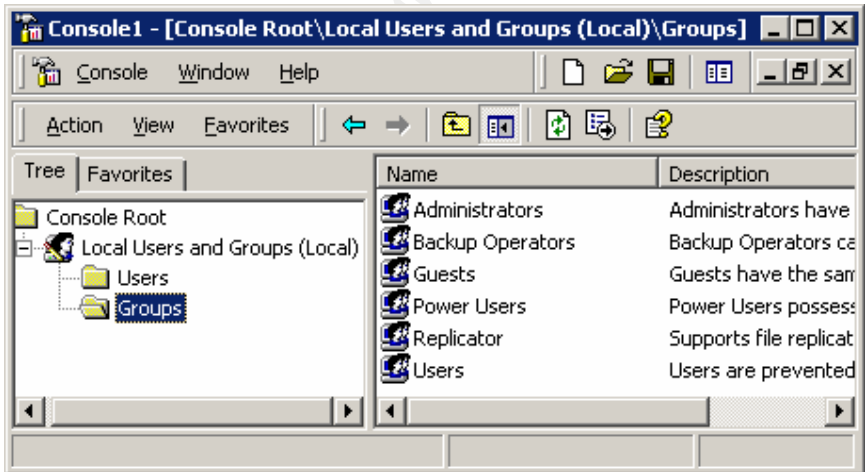 Console1 - [Console Root\Local Users and Groups (Local)\Groups]
Console Window Help
Action View Favorites
Tree Favorites
Console Root
Local Users and Groups (Local)
Users
Groups
Name Description
Administrators Administrators have
Backup Operators Backup Operators ca
Guests Guests have the sam
Power Users Power Users possess
Replicator Supports file replicat
Users Users are prevented